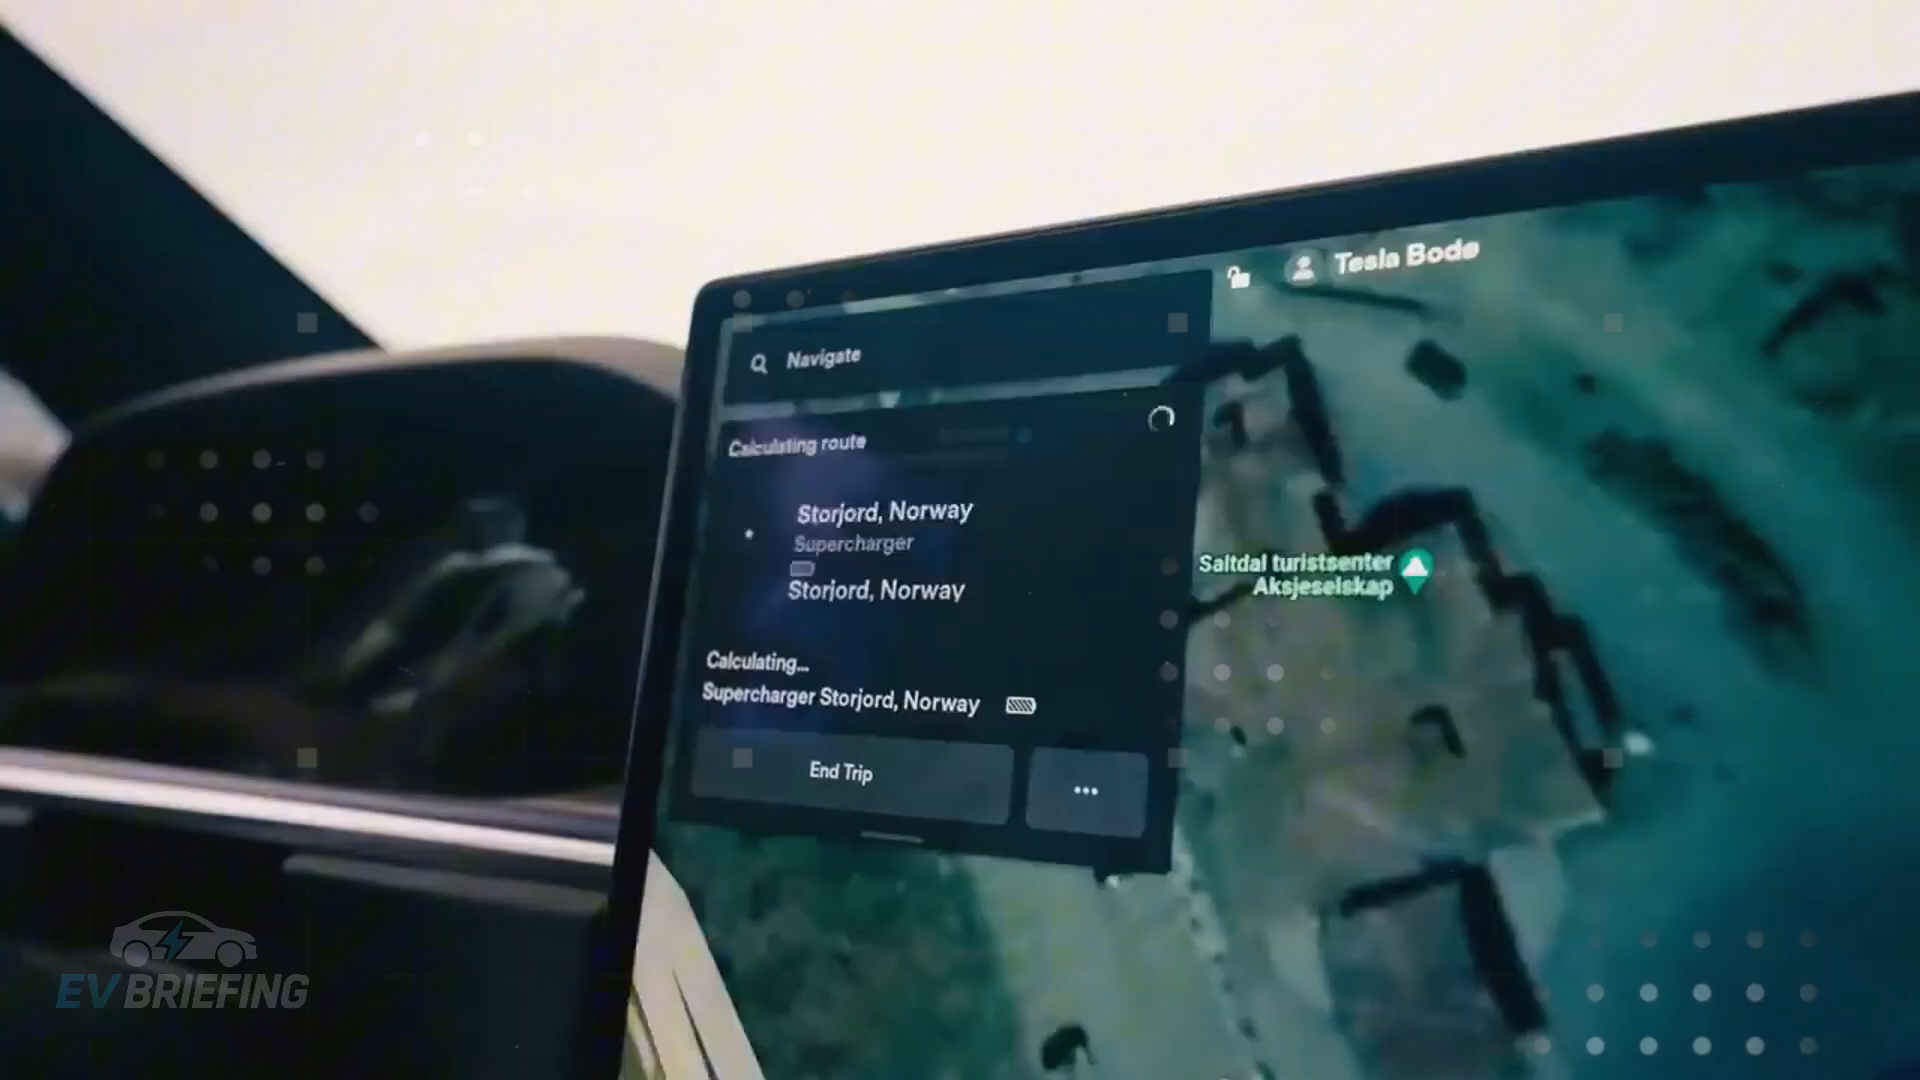 Tesla Bodø
Navigate
Calculating route
Storjord, Norway
Supercharger
Storjord, Norway
Saltdal turistsenter
Aksjeselskap
Calculating...
Supercharger Storjord, Norway
End Trip
EV BRIEFING